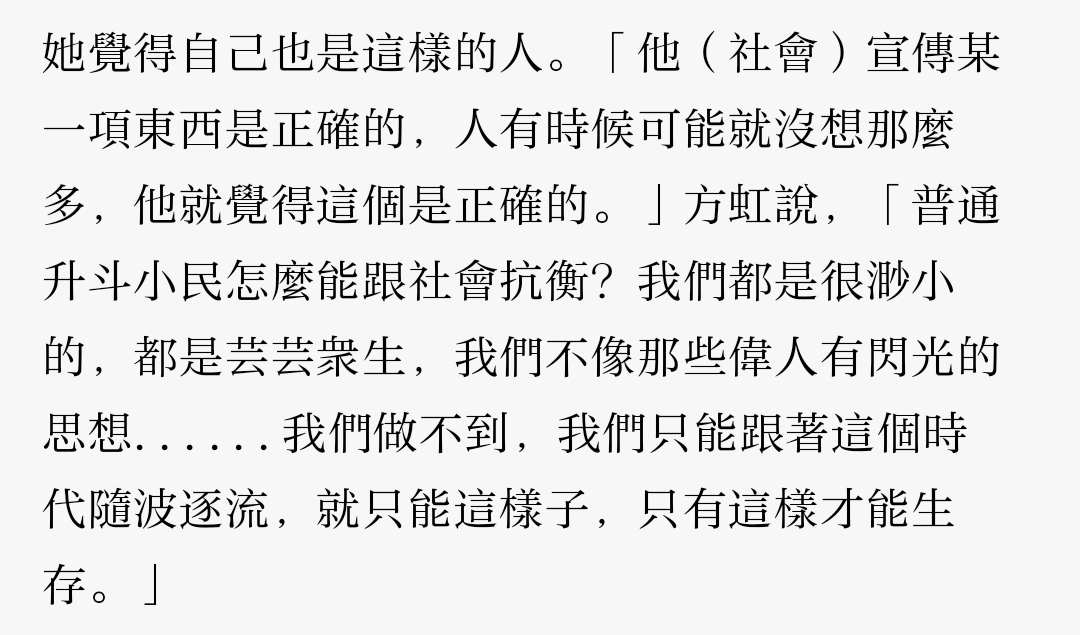 她覺得自己也是這樣的人。「他（社會）宣傳某
一項東西是正確的，人有時候可能就沒想那麼
多，他就覺得這個是正確的。」方虹說，「普通
升斗小民怎麼能跟社會抗衡？我們都是很渺小
的，都是芸芸衆生，我們不像那些偉人有閃光的
思想......我們做不到，我們只能跟著這個時
代隨波逐流，就只能這樣子，只有這樣才能生
存。」